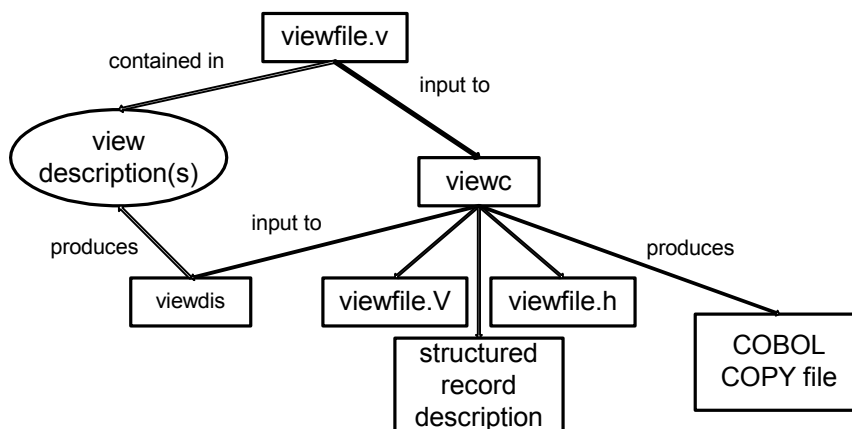 viewfile.v
contained in
input to
view
description(s)
viewc
produces
input to
produces
viewdis
viewfile.V
viewfile.h
structured
record
description
COBOL
COPY file